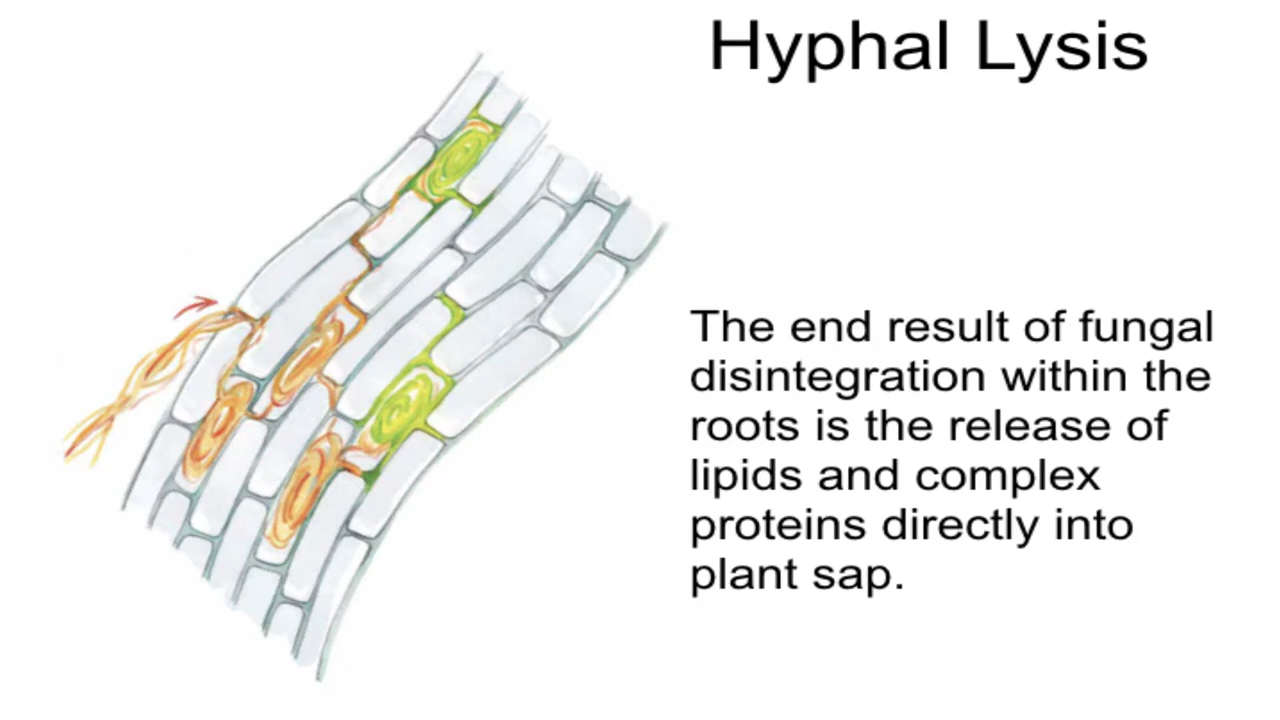 Hyphal Lysis
The end result of fungal
disintegration within the
roots is the release of
lipids and complex
proteins directly into
plant sap.